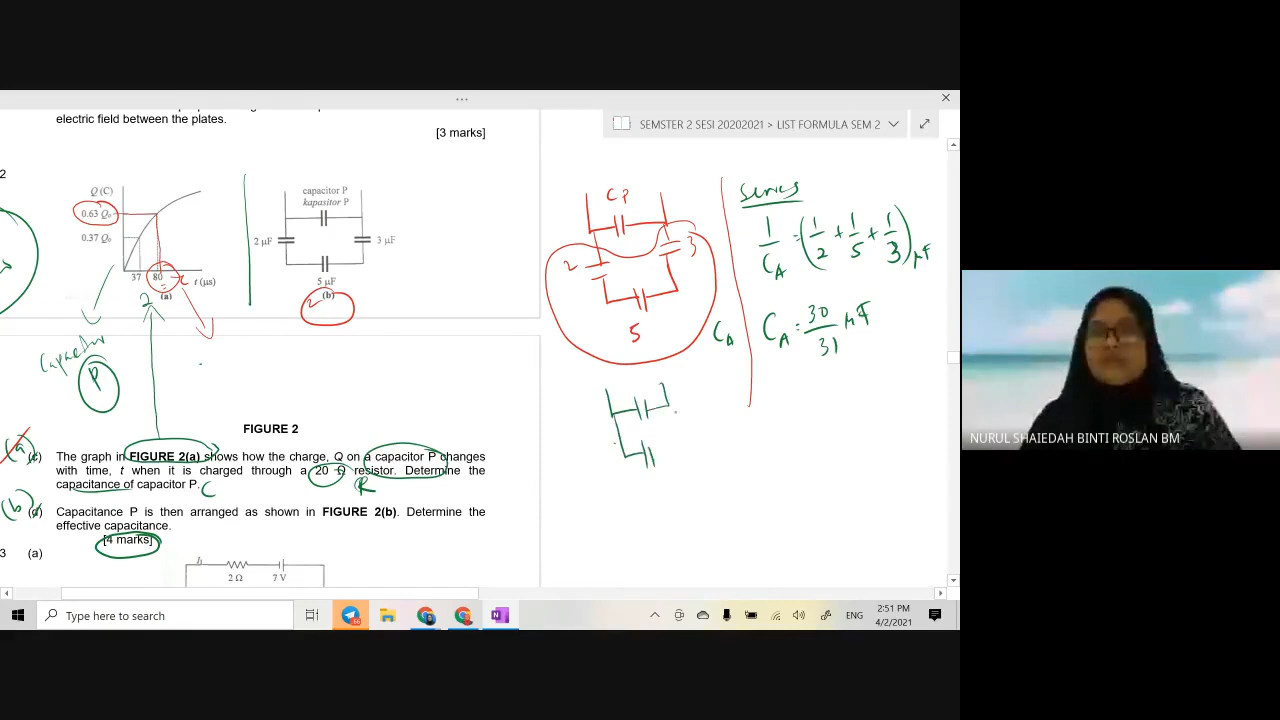 SEMSTER 2 SESI 20202021 > LIST FORMULA SEM 2
electric field between the plates.
[3 marks]
2
Q (C)
0.63 Q₀
0.37 Q₀
37 80
t (μs)
(a)
2
capacitor P
kapasitor P
2 μF
3 μF
5 μF
2 (b)
CP
2
3
5
CA
Series
1/CA = (1/2 + 1/5 + 1/3) μF
CA = 30/31 μF
Capacitor
P
FIGURE 2
(a) (c) The graph in FIGURE 2(a) shows how the charge, Q on a capacitor P changes
with time, t when it is charged through a 20 Ω resistor. Determine the
capacitance of capacitor P.
C
R
(b) (d) Capacitance P is then arranged as shown in FIGURE 2(b). Determine the
effective capacitance.
[4 marks]
3 (a)
I₁
2 Ω
7 V
NURUL SHAIEDAH BINTI ROSLAN BM
Type here to search
66
ENG
2:51 PM
4/2/2021